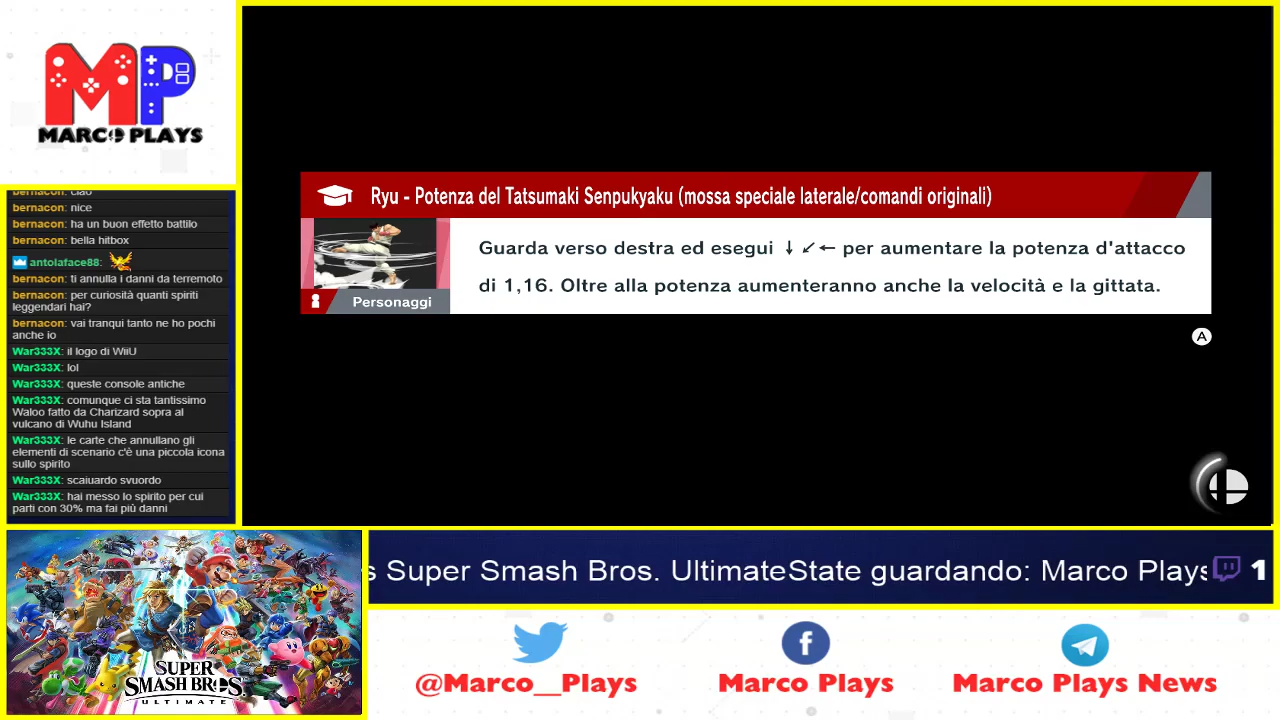 MP
MARCO PLAYS
bernacon: ciao
bernacon: nice
bernacon: ha un buon effetto battilo
bernacon: bella hitbox
antolaface88:
bernacon: ti annulla i danni da terremoto
bernacon: per curiosità quanti spiriti
leggendari hai?
bernacon: vai tranqui tanto ne ho pochi
anche io
War333X: il logo di WiiU
War333X: lol
War333X: queste console antiche
War333X: comunque ci sta tantissimo
Waloo fatto da Charizard sopra al
vulcano di Wuhu Island
War333X: le carte che annullano gli
elementi di scenario c'è una piccola icona
sullo spirito
War333X: scaiuardo svuordo
War333X: hai messo lo spirito per cui
parti con 30% ma fai più danni
Ryu - Potenza del Tatsumaki Senpukyaku (mossa speciale laterale/comandi originali)
Guarda verso destra ed esegui ↓↙← per aumentare la potenza d'attacco
di 1,16. Oltre alla potenza aumenteranno anche la velocità e la gittata.
Personaggi
A
SUPER
SMASH BROS.
ULTIMATE
s Super Smash Bros. UltimateState guardando: Marco Plays
1
@Marco__Plays
Marco Plays
Marco Plays News